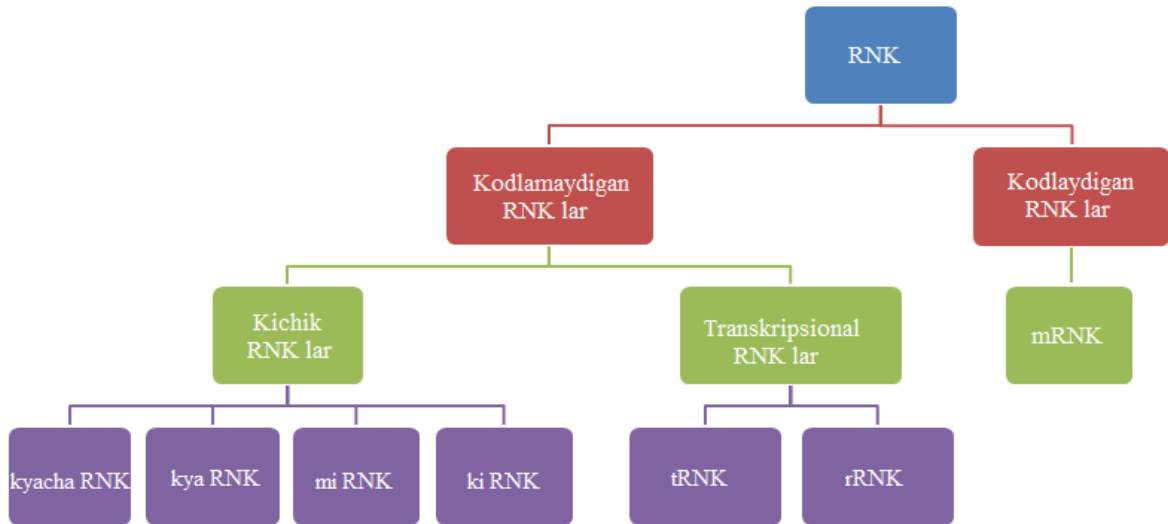 RNK
Kodlamaydigan
RNK lar
Kodlaydigan
RNK lar
Kichik
RNK lar
Transkripsional
RNK lar
mRNK
kyacha RNK
kya RNK
mi RNK
ki RNK
tRNK
rRNK